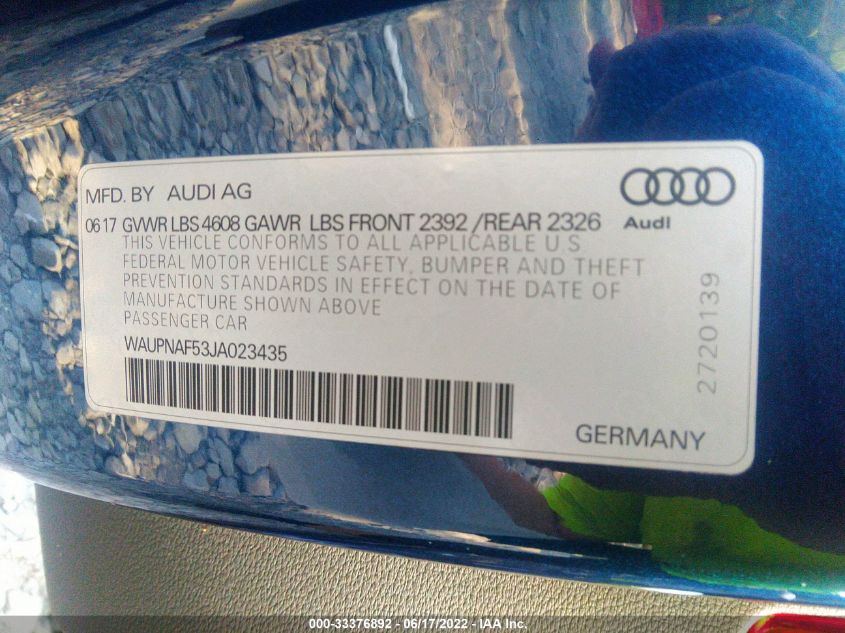 MFD. BY AUDI AG
Audi
06 17 GVWR LBS 4608 GAWR LBS FRONT 2392 / REAR 2326
THIS VEHICLE CONFORMS TO ALL APPLICABLE U S
FEDERAL MOTOR VEHICLE SAFETY, BUMPER AND THEFT
PREVENTION STANDARDS IN EFFECT ON THE DATE OF
MANUFACTURE SHOWN ABOVE
PASSENGER CAR
WAUPNAF53JA023435
GERMANY
2720139
000-33376892 - 06/17/2022 - IAA Inc.